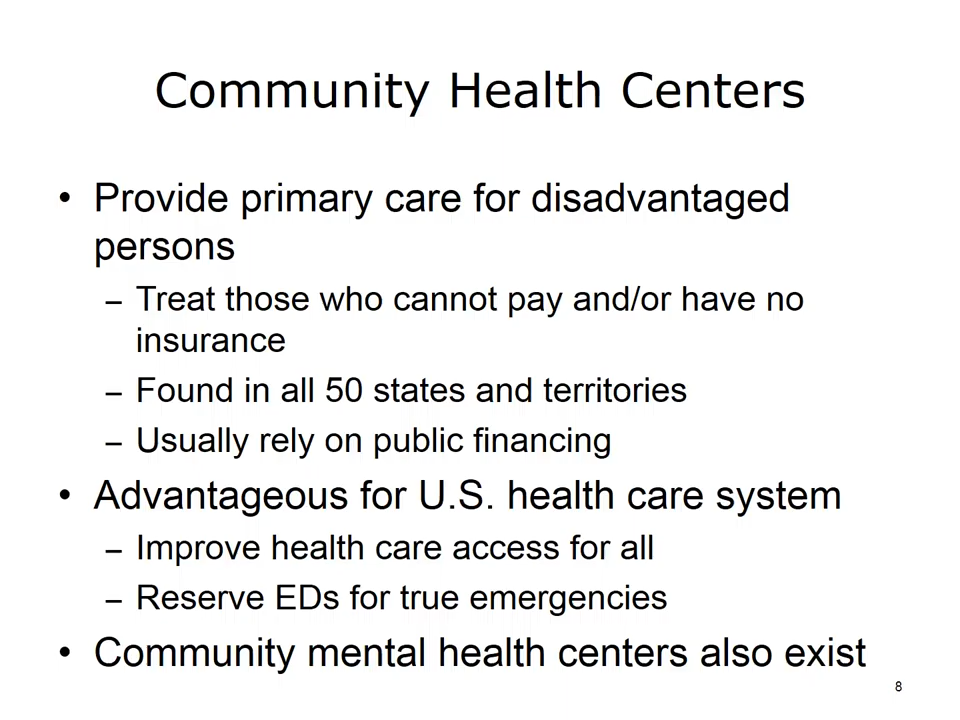 Community Health Centers
• Provide primary care for disadvantaged
persons
– Treat those who cannot pay and/or have no
insurance
– Found in all 50 states and territories
– Usually rely on public financing
• Advantageous for U.S. health care system
– Improve health care access for all
– Reserve EDs for true emergencies
• Community mental health centers also exist
8